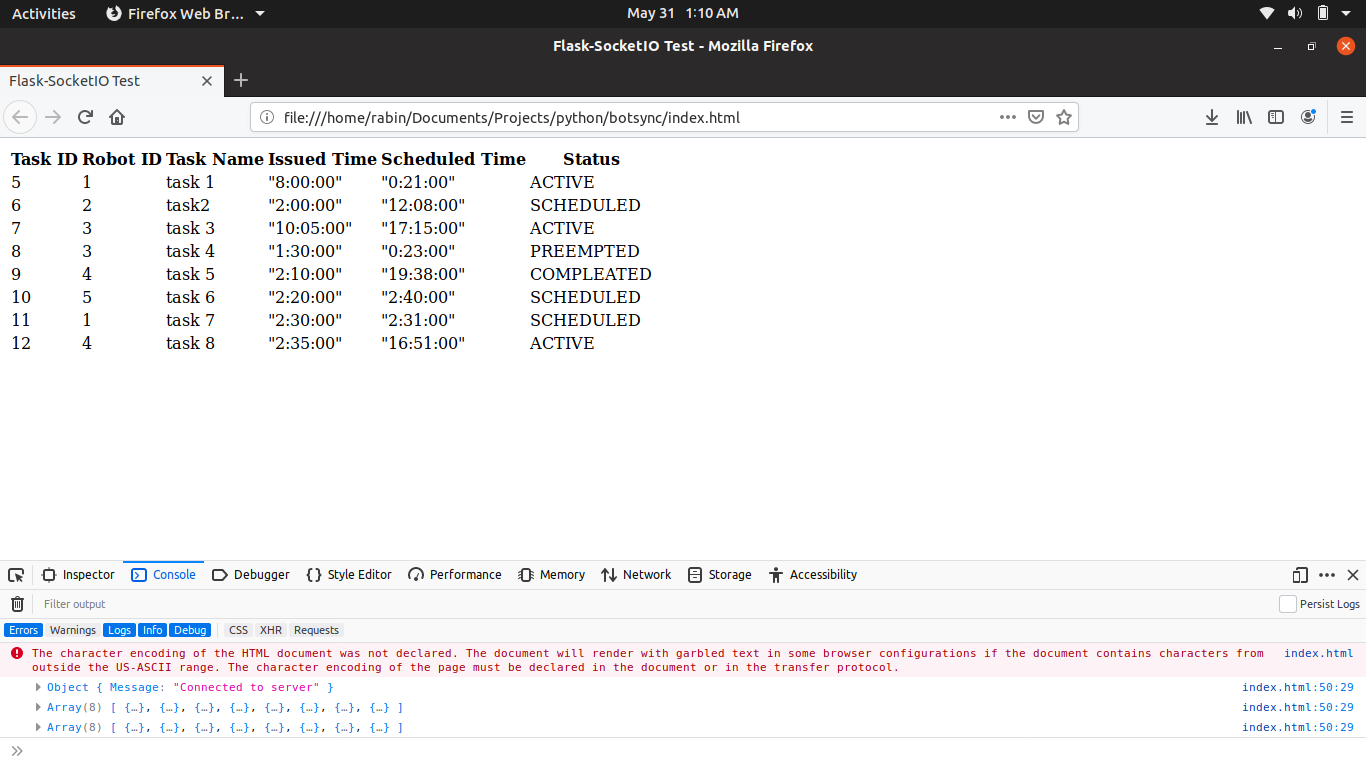 Activities Firefox Web Br... May 31 1:10 AM
Flask-SocketIO Test - Mozilla Firefox
Flask-SocketIO Test
file:///home/rabin/Documents/Projects/python/botsync/index.html
Task ID Robot ID Task Name Issued Time Scheduled Time Status
5 1 task 1 "8:00:00" "0:21:00" ACTIVE
6 2 task2 "2:00:00" "12:08:00" SCHEDULED
7 3 task 3 "10:05:00" "17:15:00" ACTIVE
8 3 task 4 "1:30:00" "0:23:00" PREEMPTED
9 4 task 5 "2:10:00" "19:38:00" COMPLEATED
10 5 task 6 "2:20:00" "2:40:00" SCHEDULED
11 1 task 7 "2:30:00" "2:31:00" SCHEDULED
12 4 task 8 "2:35:00" "16:51:00" ACTIVE
Inspector Console Debugger Style Editor Performance Memory Network Storage Accessibility
Filter output Persist Logs
Errors Warnings Logs Info Debug CSS XHR Requests
The character encoding of the HTML document was not declared. The document will render with garbled text in some browser configurations if the document contains characters from index.html
outside the US-ASCII range. The character encoding of the page must be declared in the document or in the transfer protocol.
Object { Message: "Connected to server" } index.html:50:29
Array(8) [ {…}, {…}, {…}, {…}, {…}, {…}, {…}, {…} ] index.html:50:29
Array(8) [ {…}, {…}, {…}, {…}, {…}, {…}, {…}, {…} ] index.html:50:29